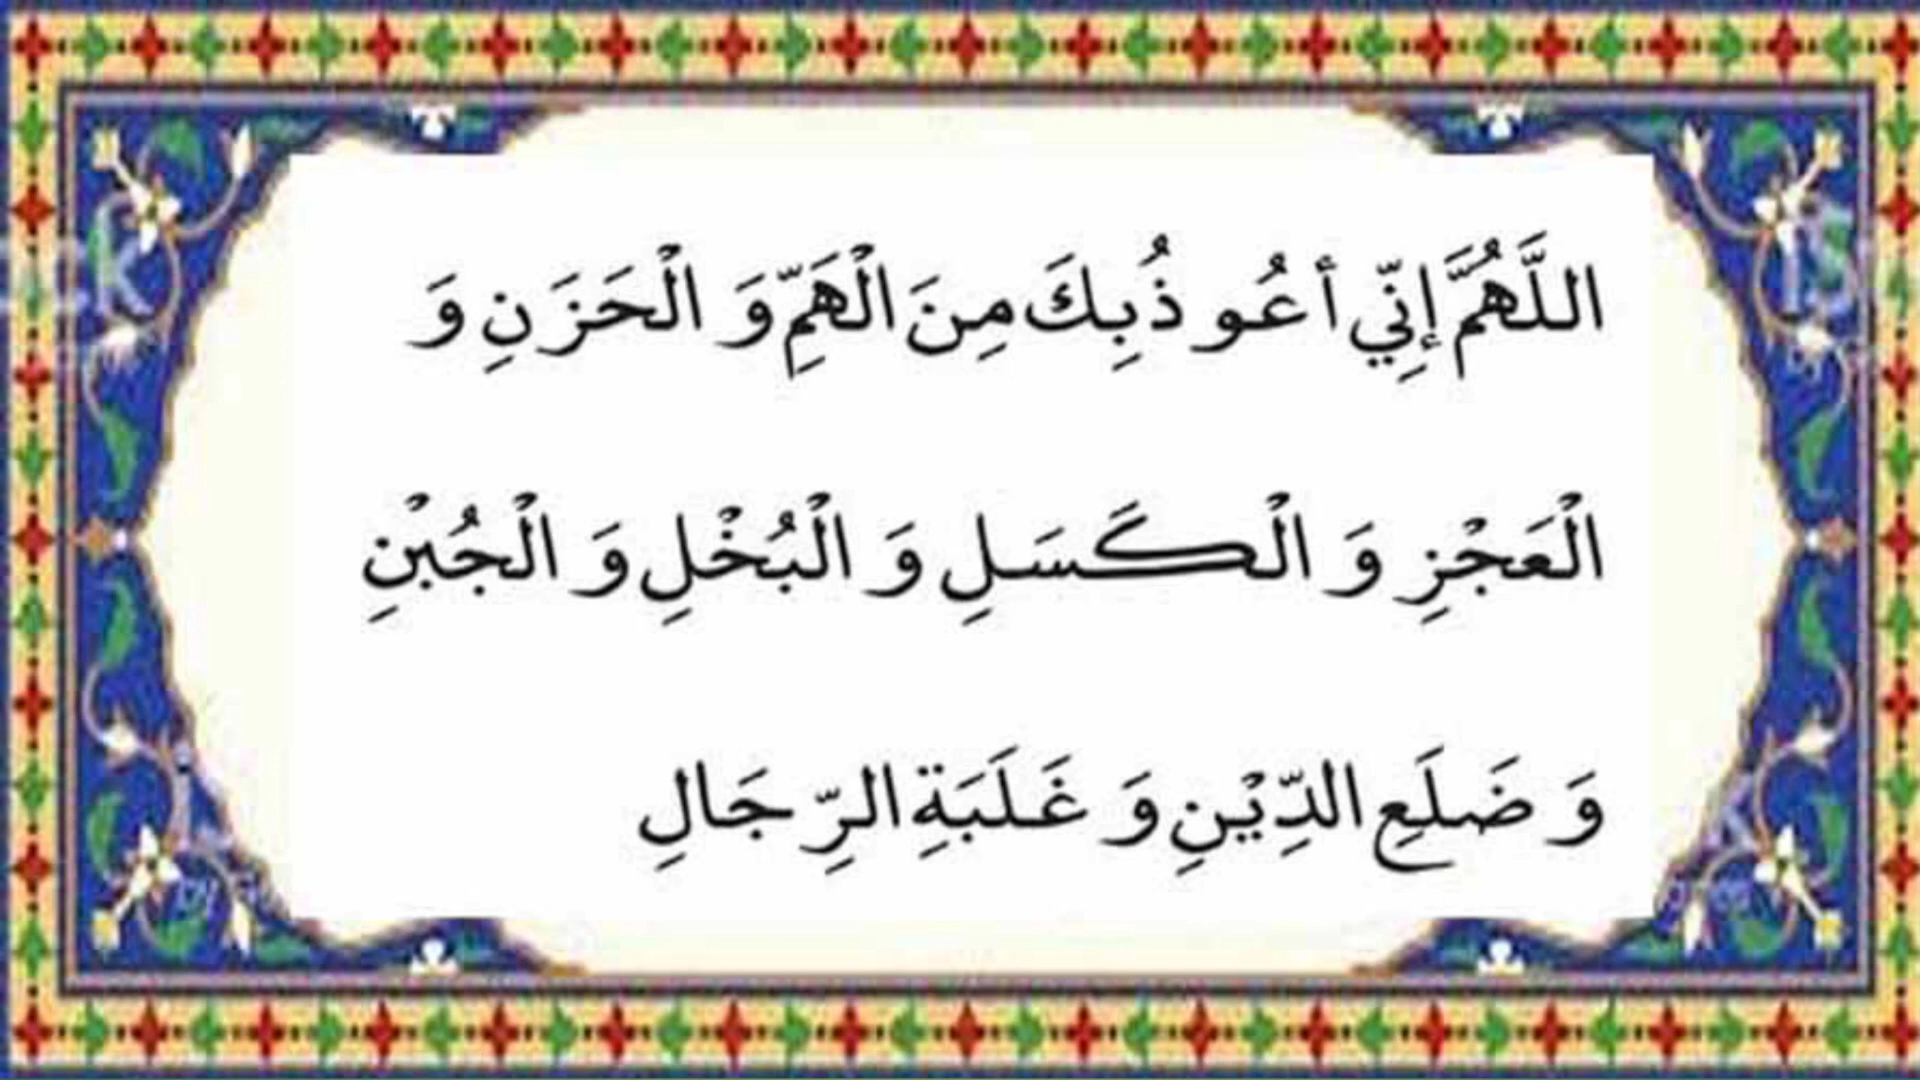 اللَّهُمَّ إِنِّي أَعُوذُبِكَ مِنَ الْهَمِّ وَ الْحَزَنِ وَ
الْعَجْزِ وَ الْكَسَلِ وَ الْبُخْلِ وَ الْجُبْنِ
وَ ضَلَعِ الدِّيْنِ وَ غَلَبَةِ الرِّجَالِ